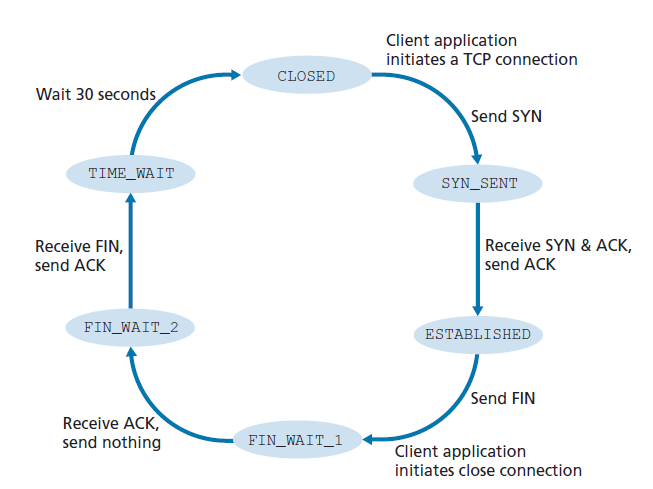 Client application
initiates a TCP connection
CLOSED
Wait 30 seconds
Send SYN
TIME_WAIT
SYN_SENT
Receive FIN,
send ACK
Receive SYN & ACK,
send ACK
FIN_WAIT_2
ESTABLISHED
Send FIN
Receive ACK,
send nothing
FIN_WAIT_1
Client application
initiates close connection